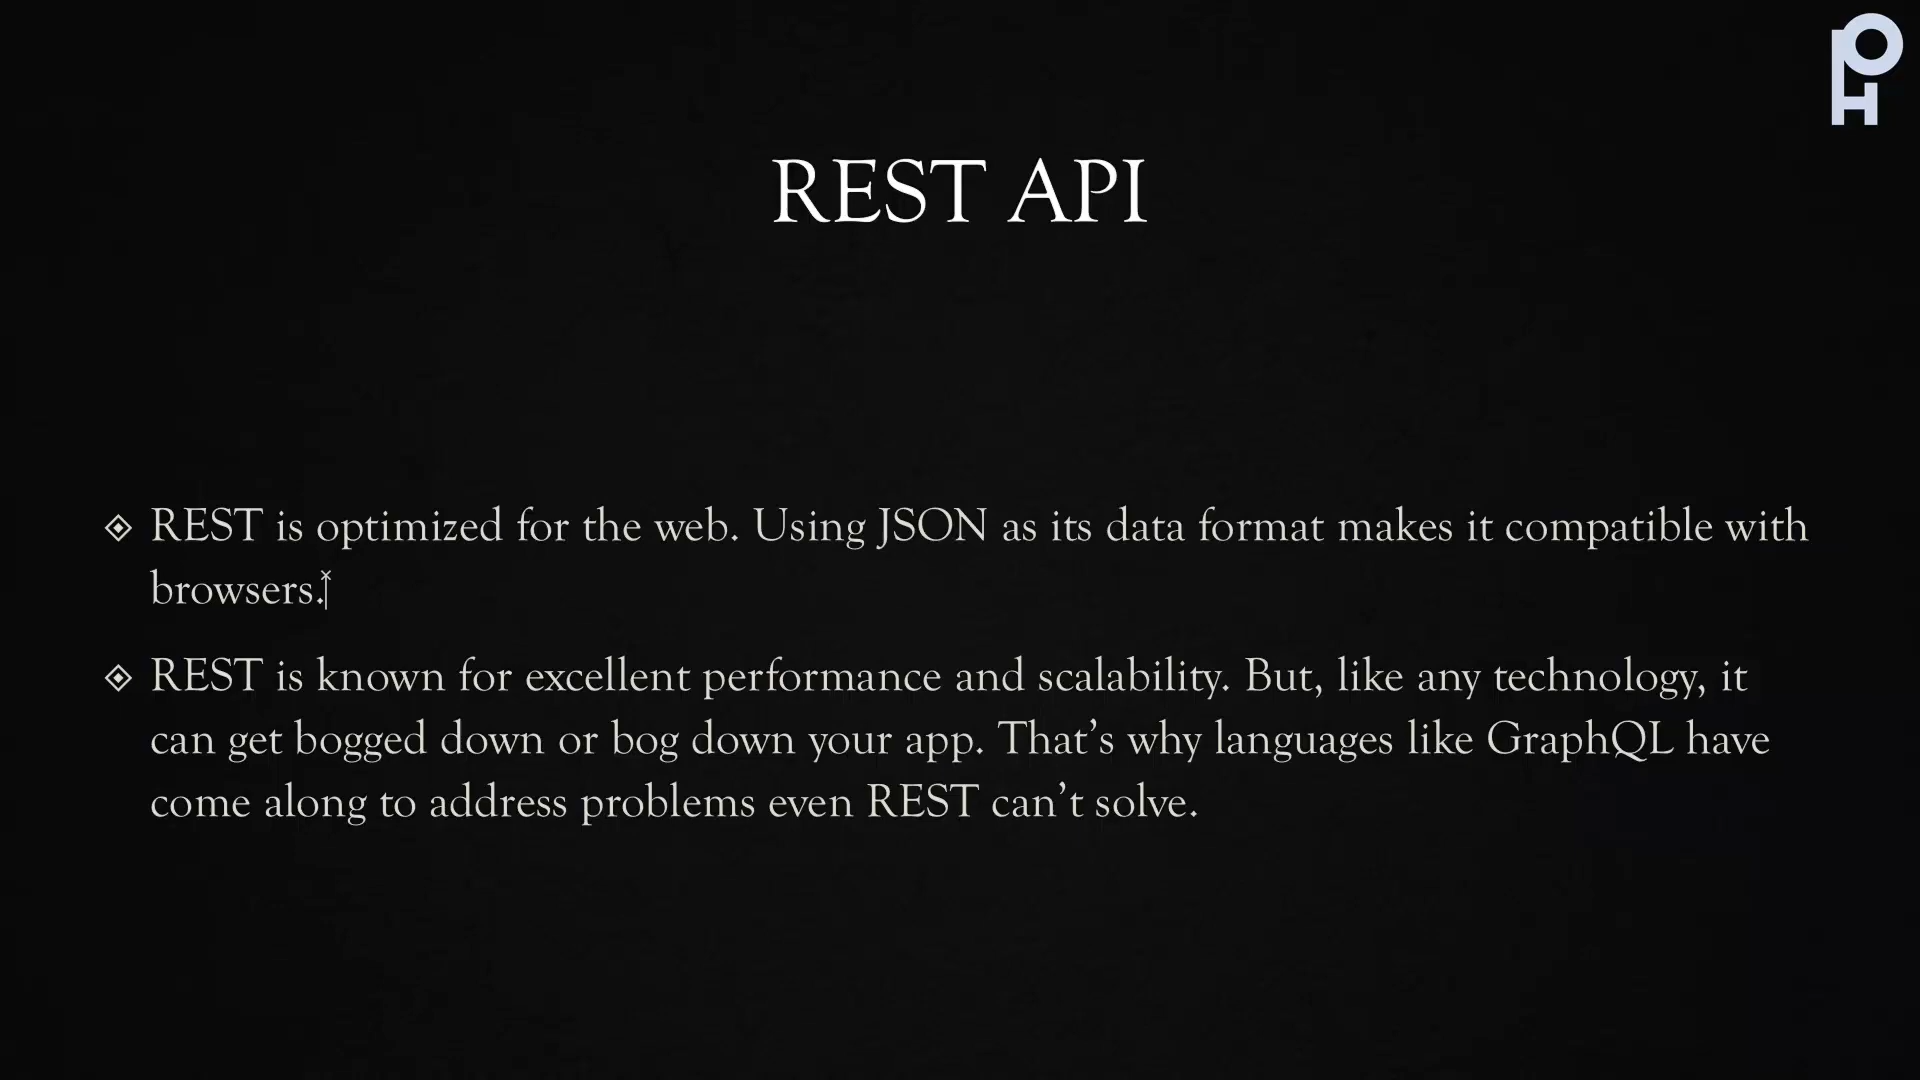 REST API
REST is optimized for the web. Using JSON as its data format makes it compatible with
browsers.
REST is known for excellent performance and scalability. But, like any technology, it
can get bogged down or bog down your app. That’s why languages like GraphQL have
come along to address problems even REST can’t solve.